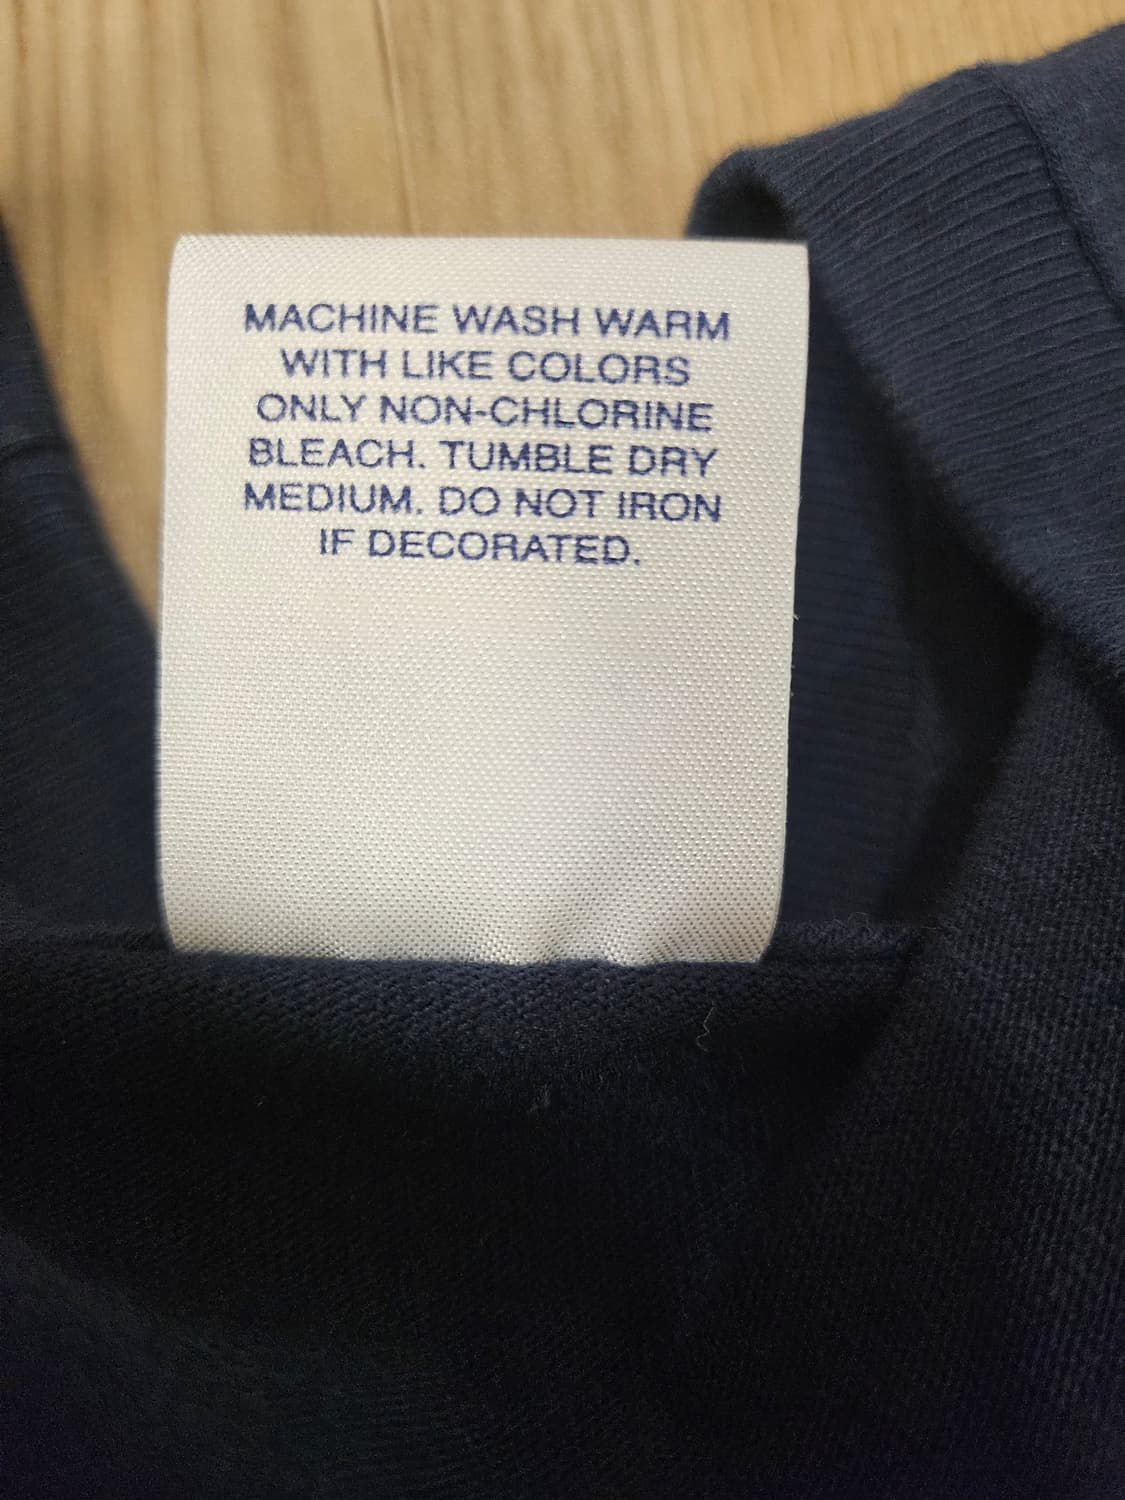 MACHINE WASH WARM
WITH LIKE COLORS
ONLY NON-CHLORINE
BLEACH. TUMBLE DRY
MEDIUM. DO NOT IRON
IF DECORATED.